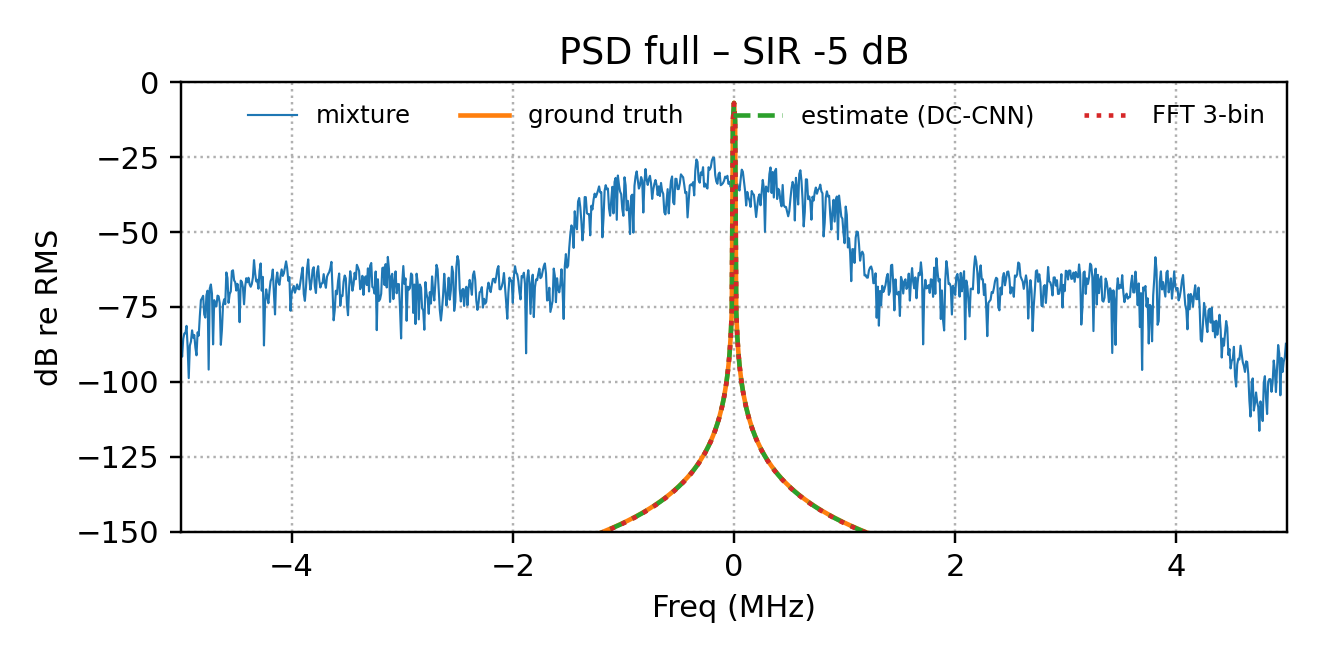 PSD full – SIR -5 dB
mixture ground truth estimate (DC-CNN) FFT 3-bin
0
−25
−50
−75
−100
−125
−150
dB re RMS
−4 −2 0 2 4
Freq (MHz)